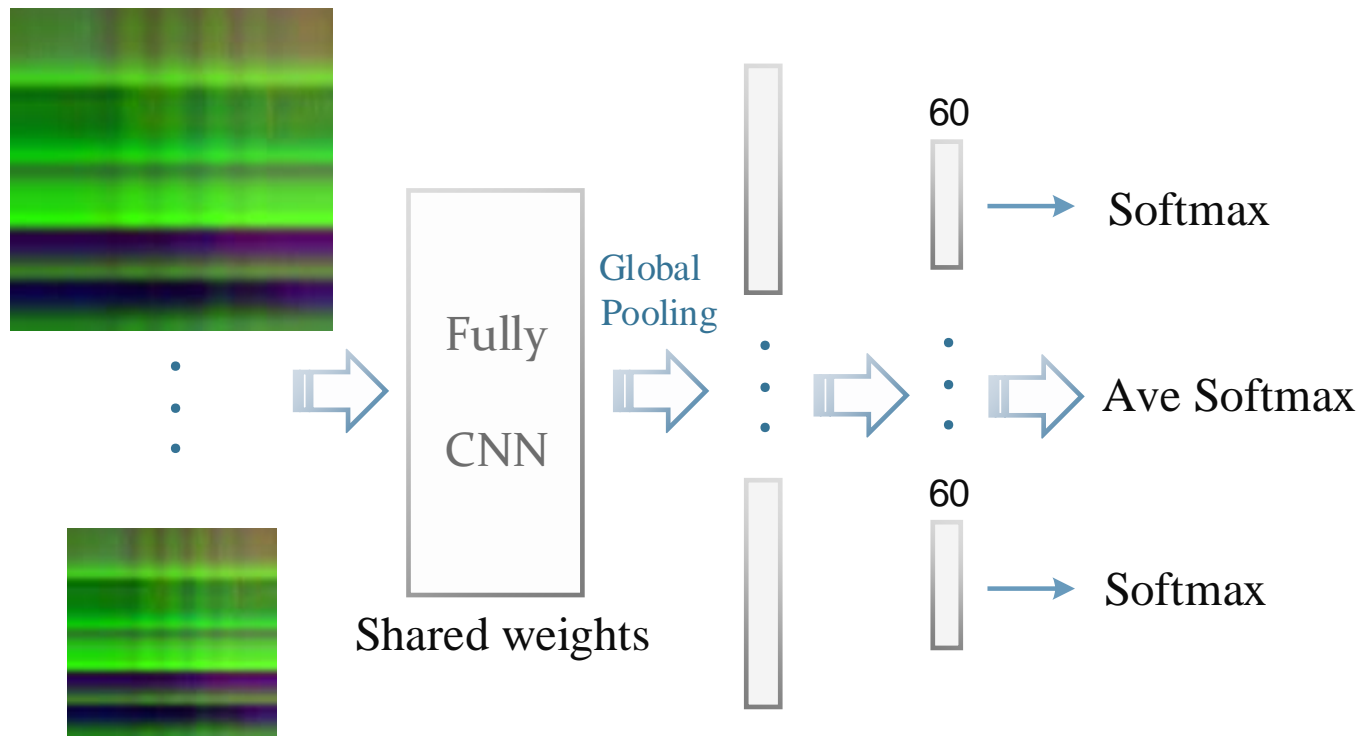 60
Softmax
Global
Pooling
Fully
CNN
Ave Softmax
60
Softmax
Shared weights